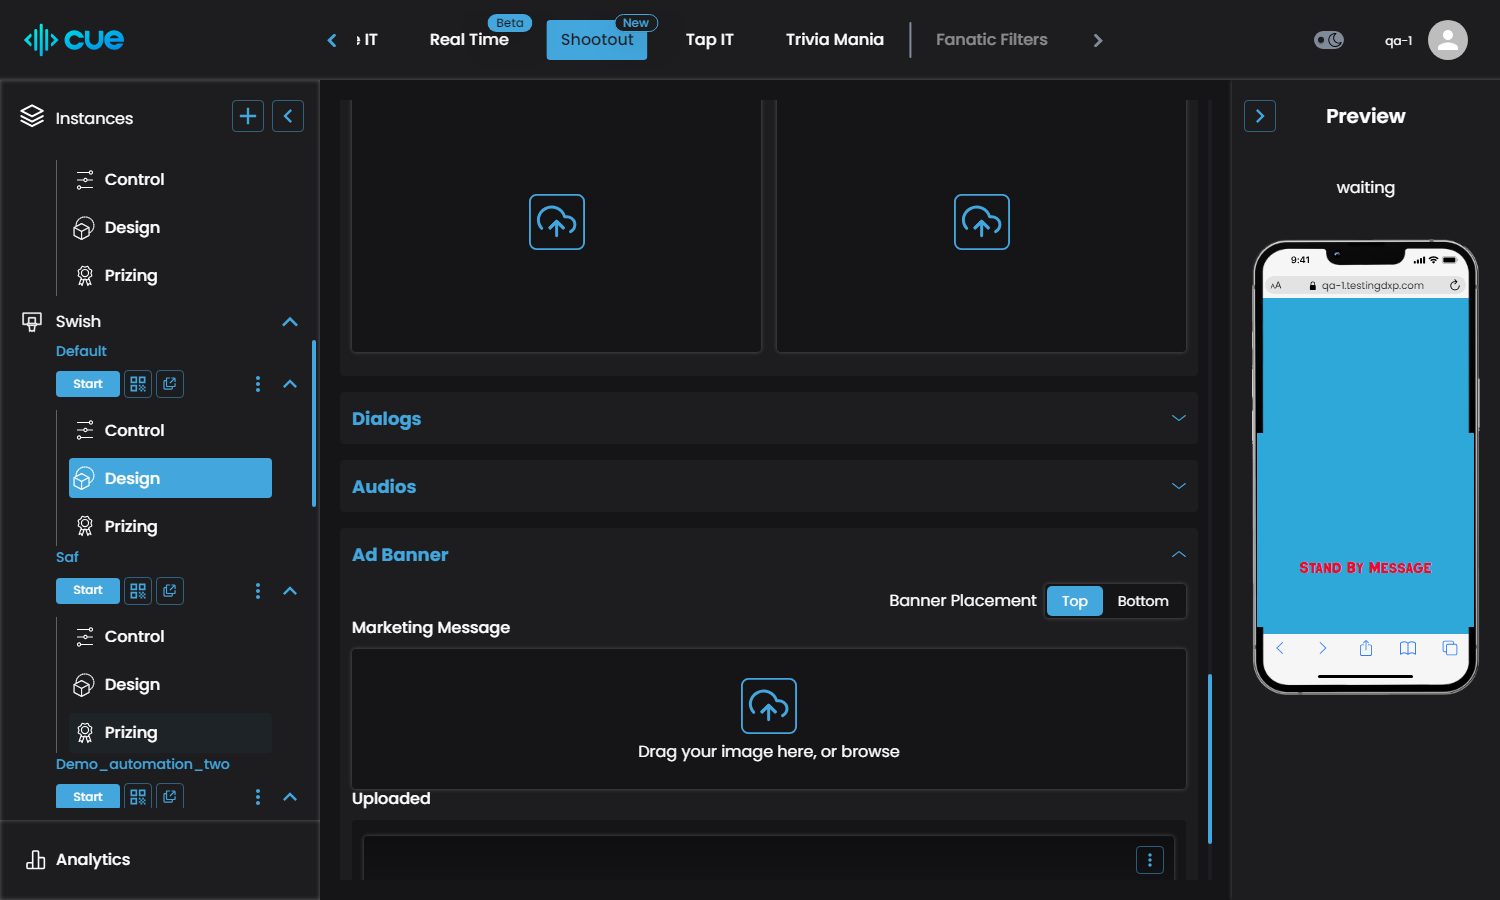 cue
e IT
Real Time
Beta
Shootout
New
Tap IT
Trivia Mania
Fanatic Filters
qa-1
Instances
Control
Design
Prizing
Swish
Default
Start
Control
Design
Prizing
Saf
Start
Control
Design
Prizing
Demo_automation_two
Start
Analytics
Dialogs
Audios
Ad Banner
Banner Placement
Top
Bottom
Marketing Message
Drag your image here, or browse
Uploaded
Preview
waiting
9:41
AA
qa-1.testingdxp.com
Stand By Message